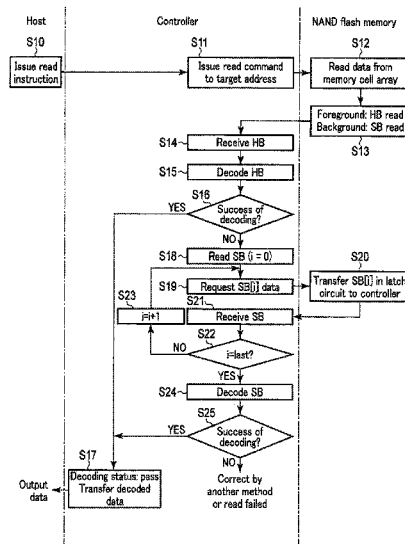 Host
Controller
NAND flash memory
S10
Issue read
instruction
S11
Issue read command
to target address
S12
Read data from
memory cell array
Foreground: HB read
Background: SB read
S13
S14
Receive HB
S15
Decode HB
S16
Success of
decoding?
YES
NO
S18
Read SB (i = 0)
S19
Request SB[i] data
S20
Transfer SB[i] in latch
circuit to controller
S23
i=i+1
S21
Receive SB
S22
i=last?
NO
YES
S24
Decode SB
S25
Success of
decoding?
YES
NO
S17
Decoding status: pass
Transfer decoded
data
Output
data
Correct by
another method
or read failed